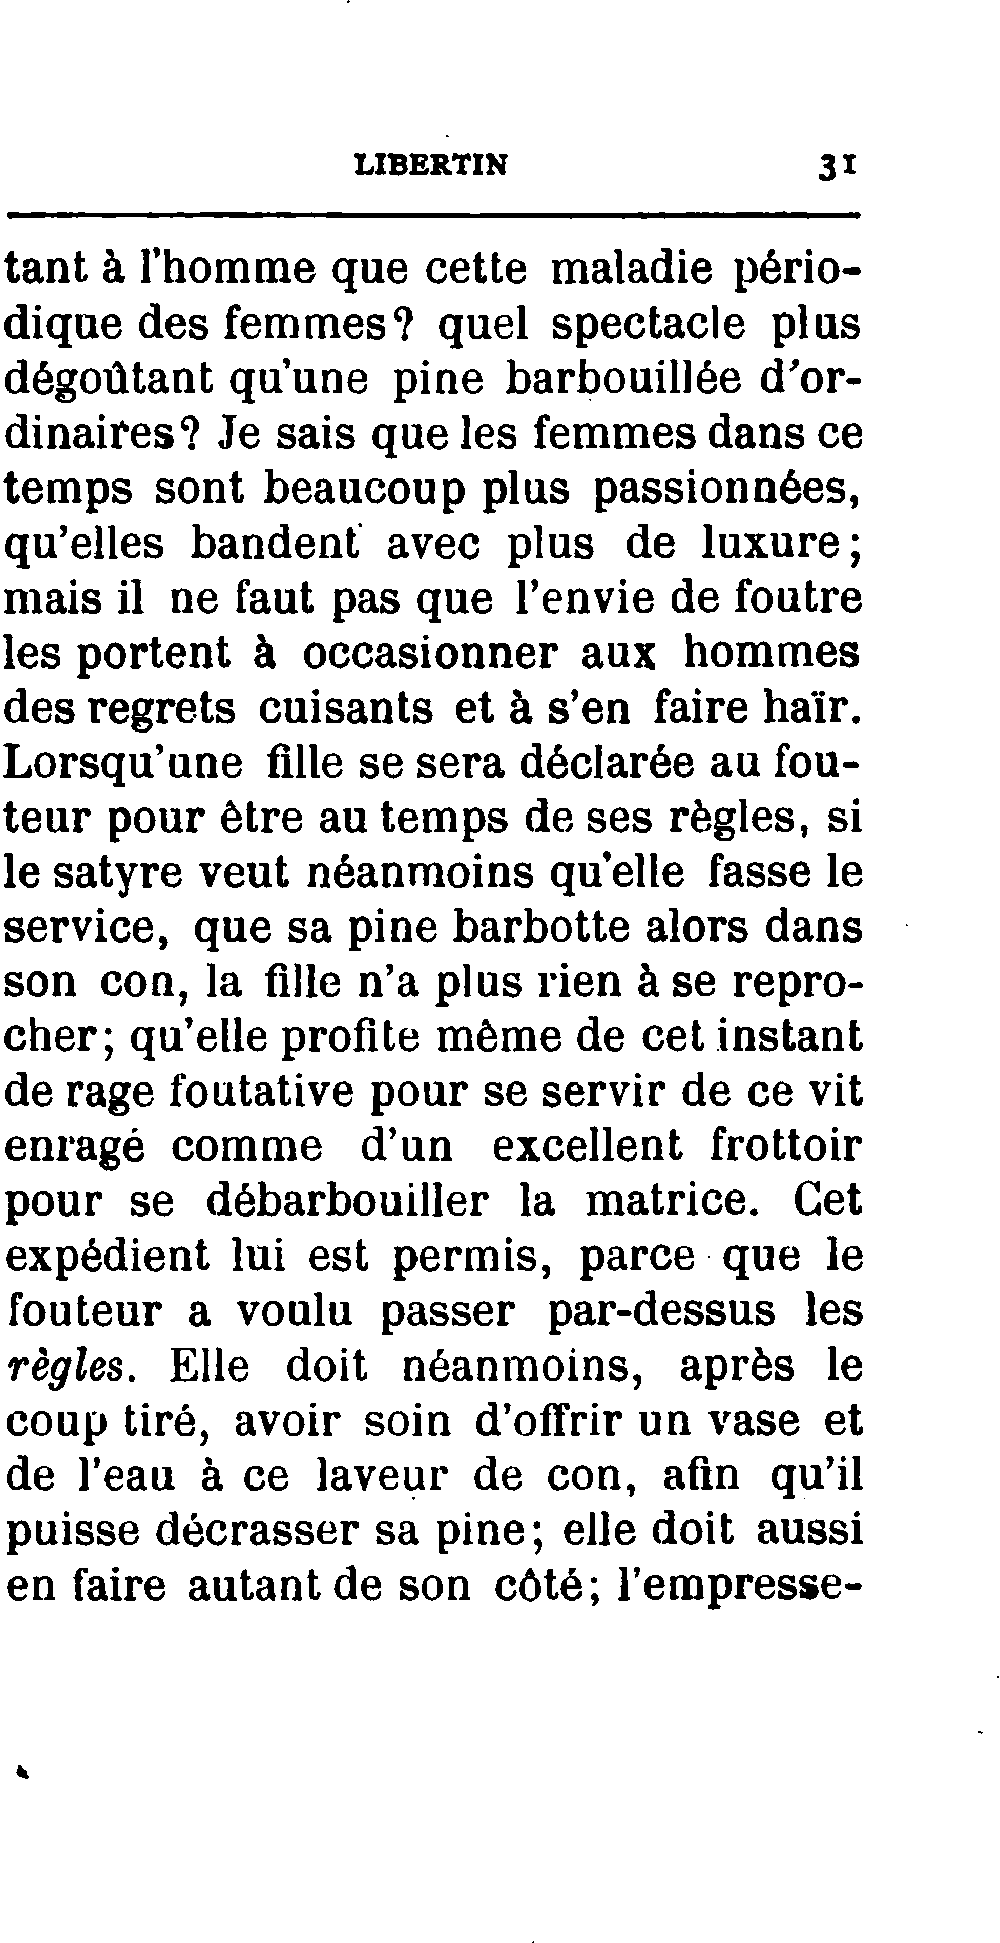 LIBERTIN 31
tant à l'homme que cette maladie pério-
dique des femmes? quel spectacle plus
dégoûtant qu'une pine barbouillée d'or-
dinaires? Je sais que les femmes dans ce
temps sont beaucoup plus passionnées,
qu'elles bandent avec plus de luxure;
mais il ne faut pas que l'envie de foutre
les portent à occasionner aux hommes
des regrets cuisants et à s'en faire haïr.
Lorsqu'une fille se sera déclarée au fou-
teur pour être au temps de ses règles, si
le satyre veut néanmoins qu'elle fasse le
service, que sa pine barbotte alors dans
son con, la fille n'a plus rien à se repro-
cher; qu'elle profite même de cet instant
de rage foutative pour se servir de ce vit
enragé comme d'un excellent frottoir
pour se débarbouiller la matrice. Cet
expédient lui est permis, parce que le
fouteur a voulu passer par-dessus les
règles. Elle doit néanmoins, après le
coup tiré, avoir soin d'offrir un vase et
de l'eau à ce laveur de con, afin qu'il
puisse décrasser sa pine; elle doit aussi
en faire autant de son côté; l'empresse-